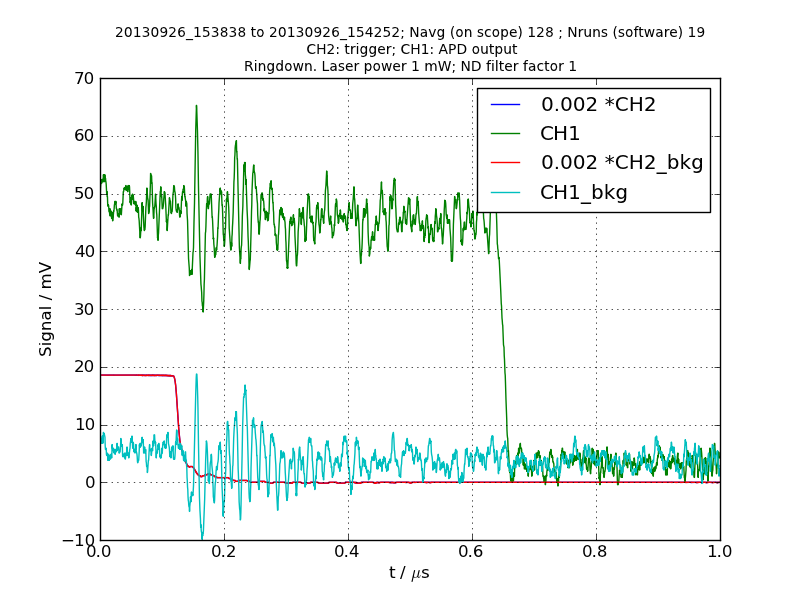 20130926_153838 to 20130926_154252; Navg (on scope) 128 ; Nruns (software) 19
CH2: trigger; CH1: APD output
Ringdown. Laser power 1 mW; ND filter factor 1
0.002 *CH2
CH1
0.002 *CH2_bkg
CH1_bkg
Signal / mV
70
60
50
40
30
20
10
0
−10
0.0
0.2
0.4
0.6
0.8
1.0
t / μs